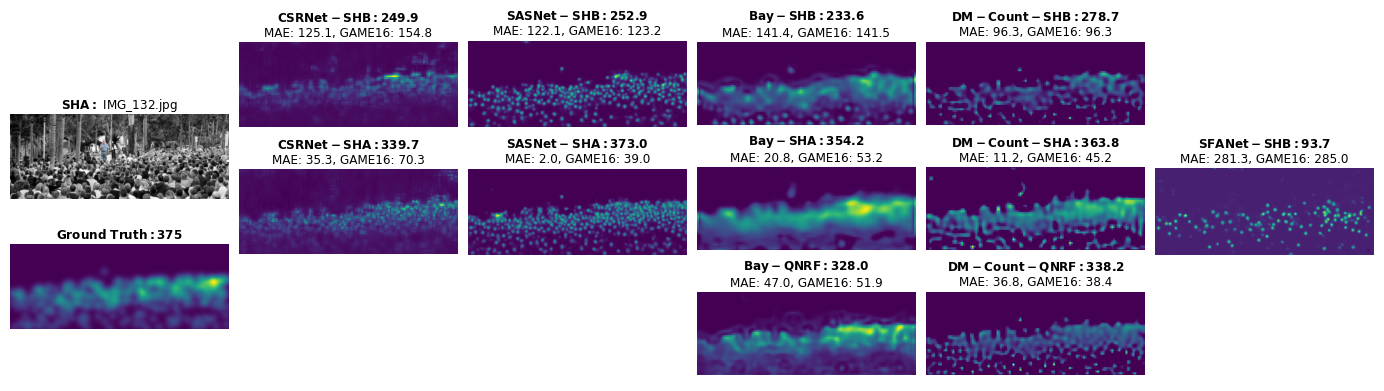 SHA: IMG_132.jpg
Ground Truth: 375
CSRNet-SHB: 249.9
MAE: 125.1, GAME16: 154.8
CSRNet-SHA: 339.7
MAE: 35.3, GAME16: 70.3
SASNet-SHB: 252.9
MAE: 122.1, GAME16: 123.2
SASNet-SHA: 373.0
MAE: 2.0, GAME16: 39.0
Bay-SHB: 233.6
MAE: 141.4, GAME16: 141.5
Bay-SHA: 354.2
MAE: 20.8, GAME16: 53.2
Bay-QNRF: 328.0
MAE: 47.0, GAME16: 51.9
DM-Count-SHB: 278.7
MAE: 96.3, GAME16: 96.3
DM-Count-SHA: 363.8
MAE: 11.2, GAME16: 45.2
DM-Count-QNRF: 338.2
MAE: 36.8, GAME16: 38.4
SFANet-SHB: 93.7
MAE: 281.3, GAME16: 285.0